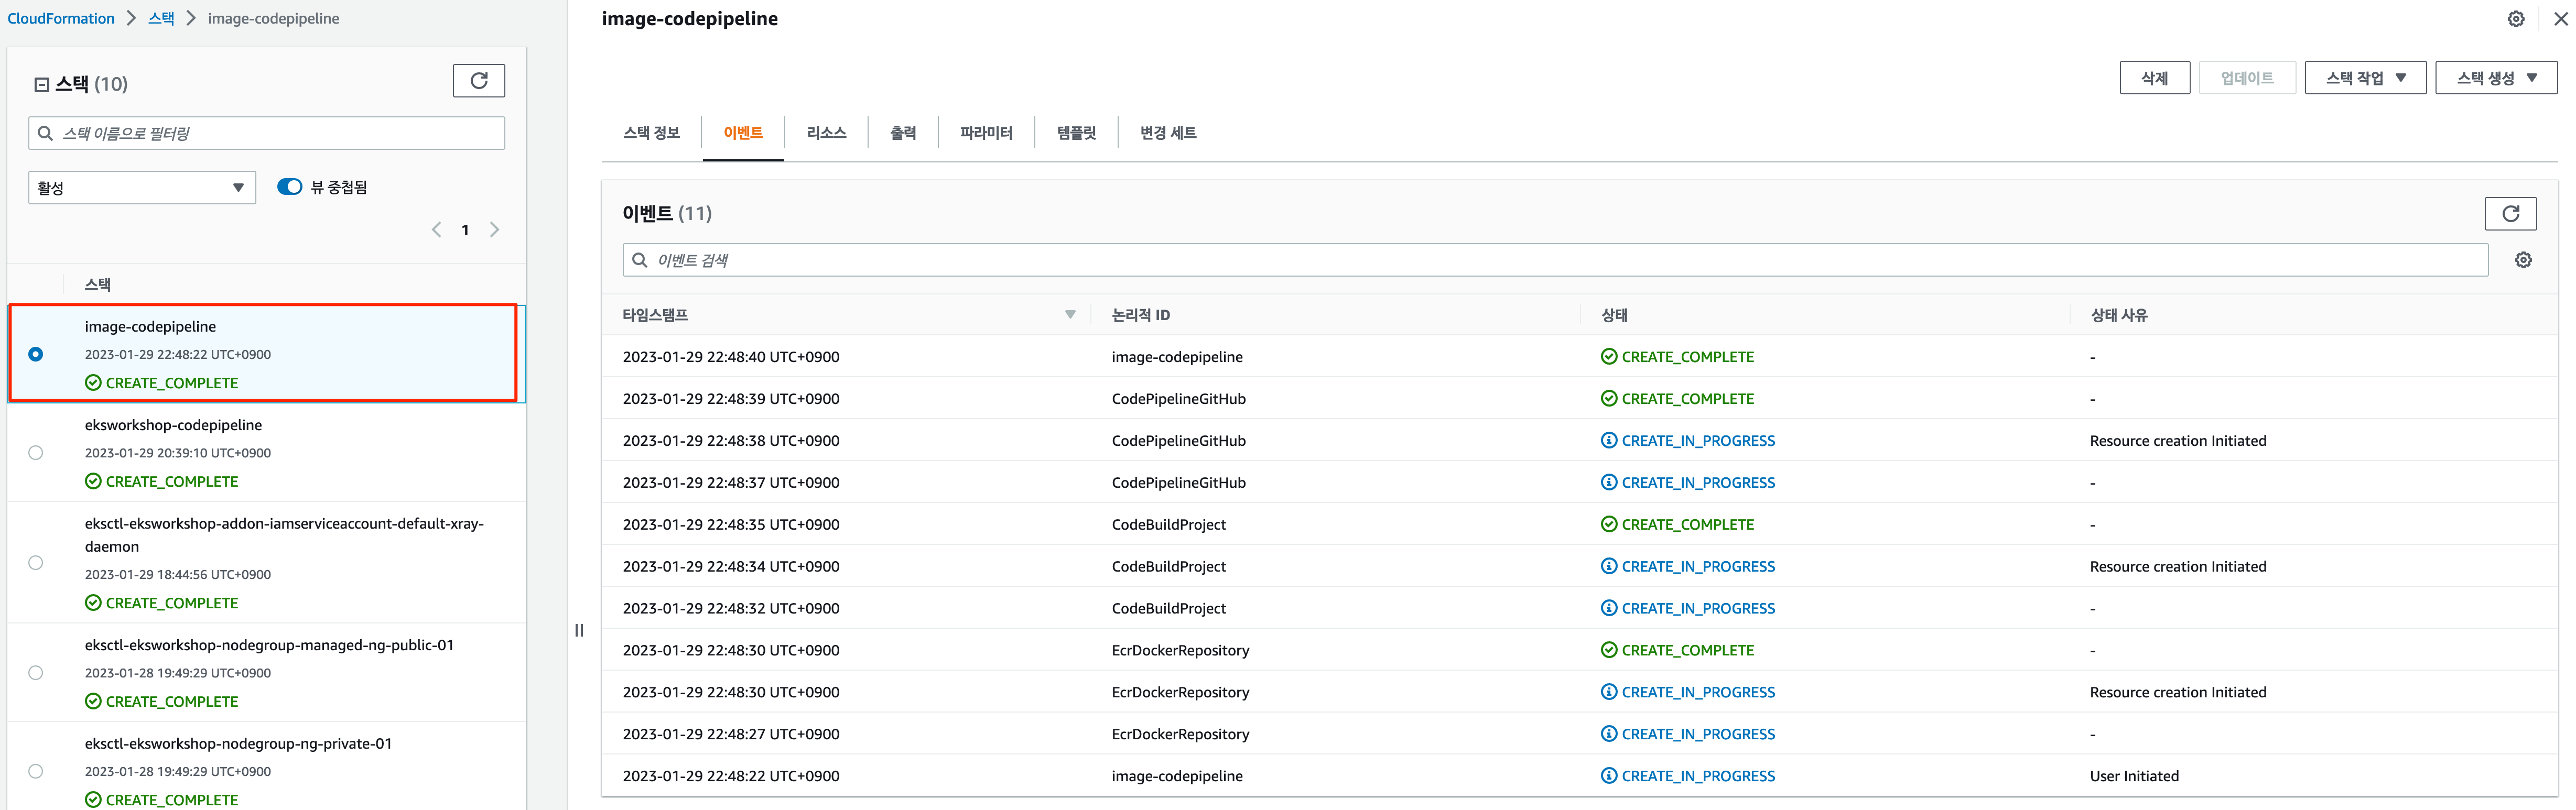 CloudFormation > 스택 > image-codepipeline
스택 (10)
스택 이름으로 필터링
활성
뷰 중첩됨
1
스택
image-codepipeline
2023-01-29 22:48:22 UTC+0900
CREATE_COMPLETE
eksworkshop-codepipeline
2023-01-29 20:39:10 UTC+0900
CREATE_COMPLETE
eksctl-eksworkshop-addon-iamserviceaccount-default-xray-
daemon
2023-01-29 18:44:56 UTC+0900
CREATE_COMPLETE
eksctl-eksworkshop-nodegroup-managed-ng-public-01
2023-01-28 19:49:29 UTC+0900
CREATE_COMPLETE
eksctl-eksworkshop-nodegroup-ng-private-01
2023-01-28 19:49:29 UTC+0900
CREATE_COMPLETE
image-codepipeline
삭제 업데이트 스택 작업 스택 생성
스택 정보 이벤트 리소스 출력 파라미터 템플릿 변경 세트
이벤트 (11)
이벤트 검색
타임스탬프 논리적 ID 상태 상태 사유
2023-01-29 22:48:40 UTC+0900 image-codepipeline CREATE_COMPLETE -
2023-01-29 22:48:39 UTC+0900 CodePipelineGitHub CREATE_COMPLETE -
2023-01-29 22:48:38 UTC+0900 CodePipelineGitHub CREATE_IN_PROGRESS Resource creation Initiated
2023-01-29 22:48:37 UTC+0900 CodePipelineGitHub CREATE_IN_PROGRESS -
2023-01-29 22:48:35 UTC+0900 CodeBuildProject CREATE_COMPLETE -
2023-01-29 22:48:34 UTC+0900 CodeBuildProject CREATE_IN_PROGRESS Resource creation Initiated
2023-01-29 22:48:32 UTC+0900 CodeBuildProject CREATE_IN_PROGRESS -
2023-01-29 22:48:30 UTC+0900 EcrDockerRepository CREATE_COMPLETE -
2023-01-29 22:48:30 UTC+0900 EcrDockerRepository CREATE_IN_PROGRESS Resource creation Initiated
2023-01-29 22:48:27 UTC+0900 EcrDockerRepository CREATE_IN_PROGRESS -
2023-01-29 22:48:22 UTC+0900 image-codepipeline CREATE_IN_PROGRESS User Initiated